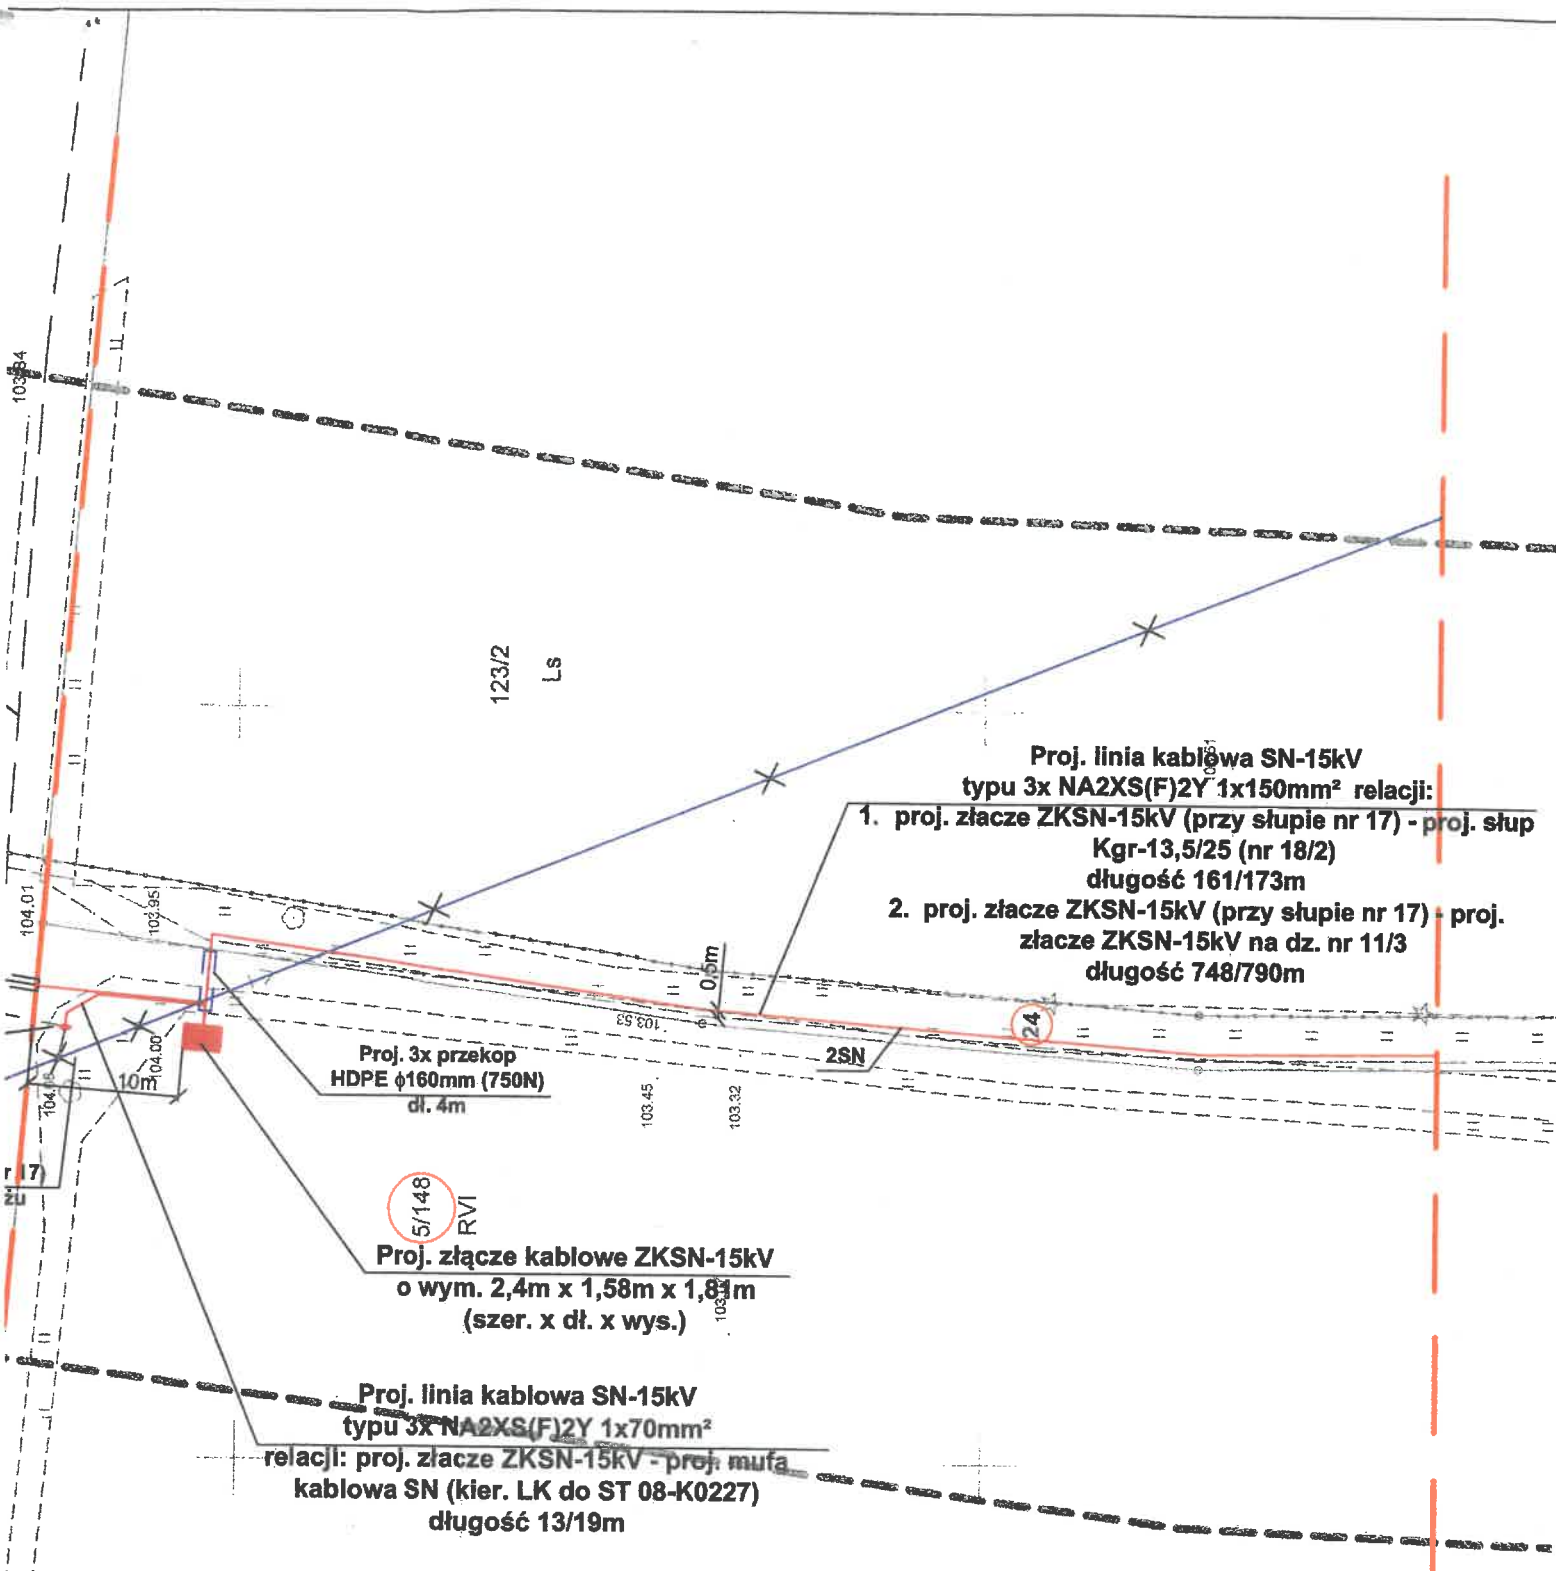 103.84
123/2
Ls
Proj. linia kablowa SN-15kV
typu 3x NA2XS(F)2Y 1x150mm² relacji:
1. proj. złacze ZKSN-15kV (przy słupie nr 17) - proj. słup
Kgr-13,5/25 (nr 18/2)
długość 161/173m
2. proj. złacze ZKSN-15kV (przy słupie nr 17) - proj.
złacze ZKSN-15kV na dz. nr 11/3
długość 748/790m
104.01
103.95
0,5m
103.53
24
2SN
104.00
10m
Proj. 3x przekop
HDPE ϕ160mm (750N)
dł. 4m
103.45
103.32
r 17)
żu
5/148
RVI
Proj. złącze kablowe ZKSN-15kV
o wym. 2,4m x 1,58m x 1,81m
(szer. x dł. x wys.)
Proj. linia kablowa SN-15kV
typu 3x NA2XS(F)2Y 1x70mm²
relacji: proj. złacze ZKSN-15kV - proj. mufa
kablowa SN (kier. LK do ST 08-K0227)
długość 13/19m